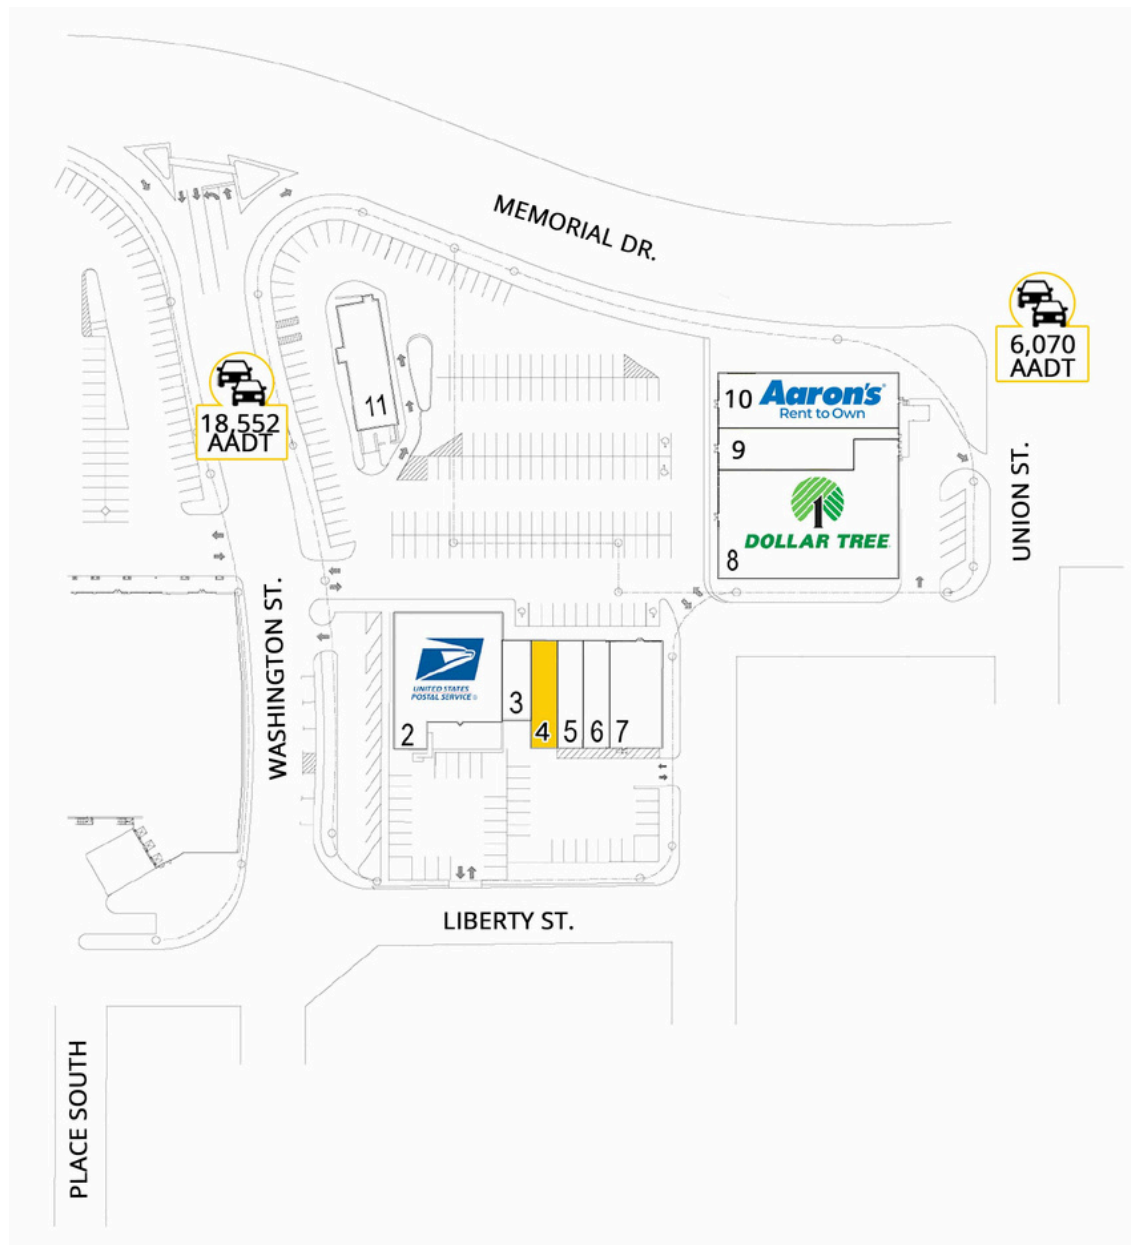 MEMORIAL DR.
6,070
AADT
18,552
AADT
11
10
Aaron's
Rent to Own
9
DOLLAR TREE
8
UNION ST.
WASHINGTON ST.
UNITED STATES
POSTAL SERVICE®
2
3
4
5
6
7
LIBERTY ST.
PLACE SOUTH